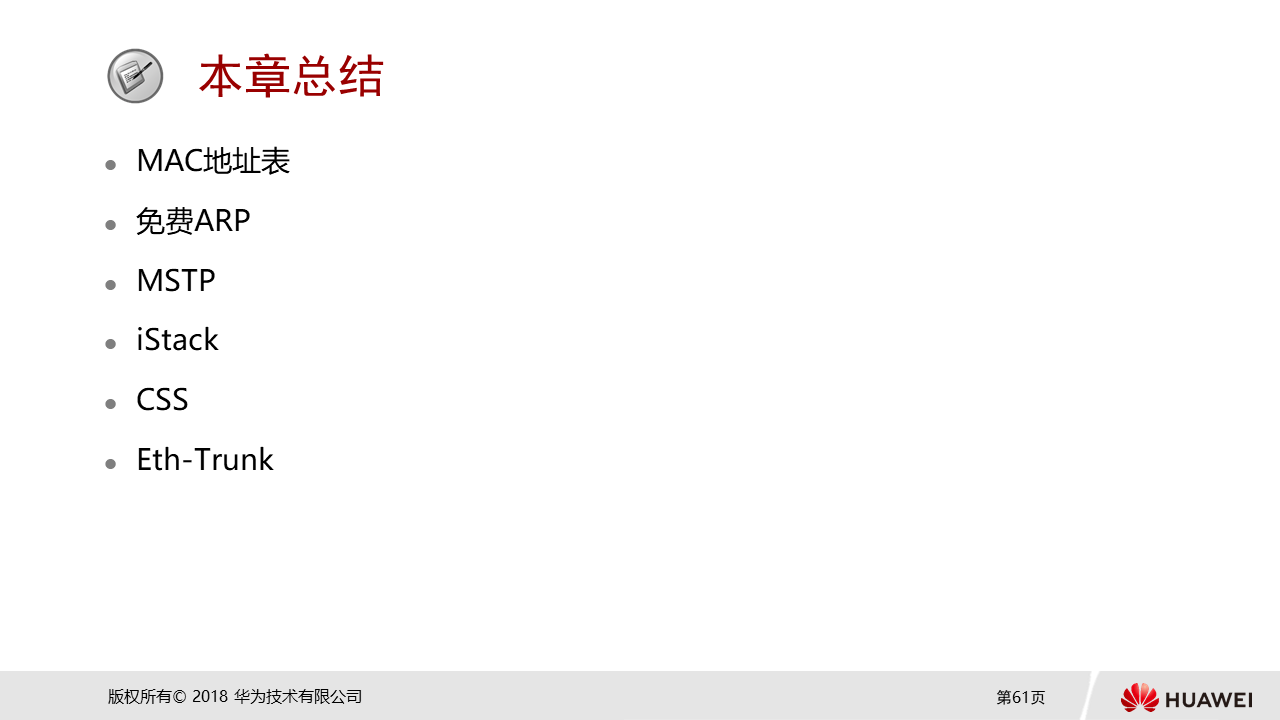 本章总结
MAC地址表
免费ARP
MSTP
iStack
CSS
Eth-Trunk
版权所有© 2018 华为技术有限公司
第61页
HUAWEI